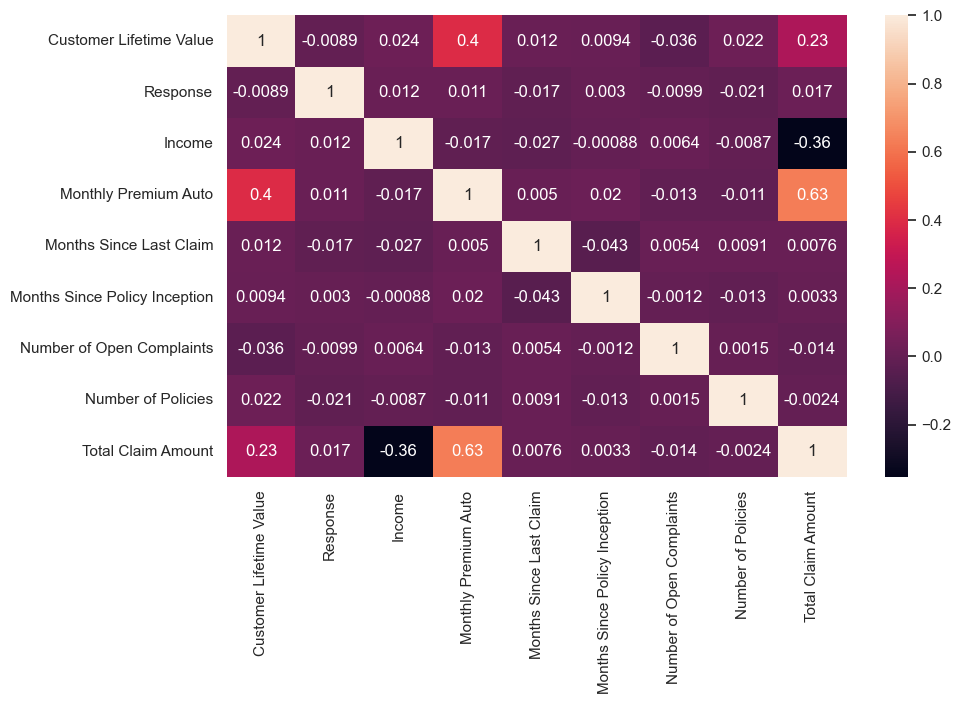 Customer Lifetime Value 1 -0.0089 0.024 0.4 0.012 0.0094 -0.036 0.022 0.23
Response -0.0089 1 0.012 0.011 -0.017 0.003 -0.0099 -0.021 0.017
Income 0.024 0.012 1 -0.017 -0.027 -0.00088 0.0064 -0.0087 -0.36
Monthly Premium Auto 0.4 0.011 -0.017 1 0.005 0.02 -0.013 -0.011 0.63
Months Since Last Claim 0.012 -0.017 -0.027 0.005 1 -0.043 0.0054 0.0091 0.0076
Months Since Policy Inception 0.0094 0.003 -0.00088 0.02 -0.043 1 -0.0012 -0.013 0.0033
Number of Open Complaints -0.036 -0.0099 0.0064 -0.013 0.0054 -0.0012 1 0.0015 -0.014
Number of Policies 0.022 -0.021 -0.0087 -0.011 0.0091 -0.013 0.0015 1 -0.0024
Total Claim Amount 0.23 0.017 -0.36 0.63 0.0076 0.0033 -0.014 -0.0024 1
Customer Lifetime Value
Response
Income
Monthly Premium Auto
Months Since Last Claim
Months Since Policy Inception
Number of Open Complaints
Number of Policies
Total Claim Amount
1.0
0.8
0.6
0.4
0.2
0.0
−0.2